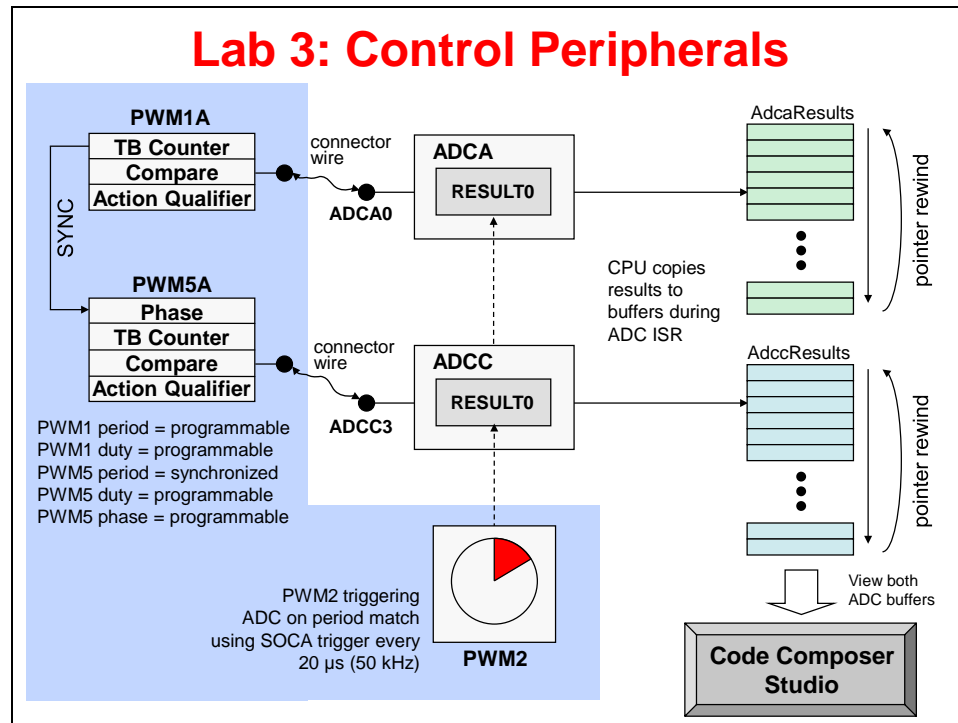 Lab 3: Control Peripherals
PWM1A
TB Counter
Compare
Action Qualifier
SYNC
connector
wire
ADCA0
ADCA
RESULT0
AdcaResults
pointer rewind
CPU copies
results to
buffers during
ADC ISR
PWM5A
Phase
TB Counter
Compare
Action Qualifier
connector
wire
ADCC3
ADCC
RESULT0
AdccResults
pointer rewind
PWM1 period = programmable
PWM1 duty = programmable
PWM5 period = synchronized
PWM5 duty = programmable
PWM5 phase = programmable
PWM2 triggering
ADC on period match
using SOCA trigger every
20 µs (50 kHz)
PWM2
View both
ADC buffers
Code Composer
Studio